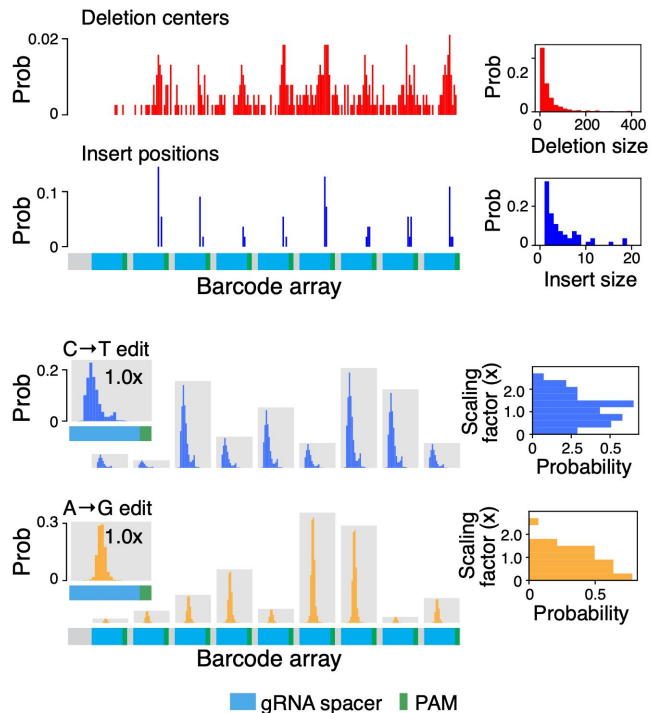 Deletion centers
0.02
Prob
0
Prob
0.2
0
0
200
400
Deletion size
Insert positions
0.1
Prob
0
Prob
0.2
0
0
10
20
Insert size
Barcode array
C→T edit
1.0x
0.2
Prob
0
Scaling
factor (x)
2.0
1.0
0
0
2.5
5.0
Probability
A→G edit
1.0x
0.3
Prob
0
Scaling
factor (x)
2.0
1.0
0
0
0.5
Probability
Barcode array
gRNA spacer
PAM